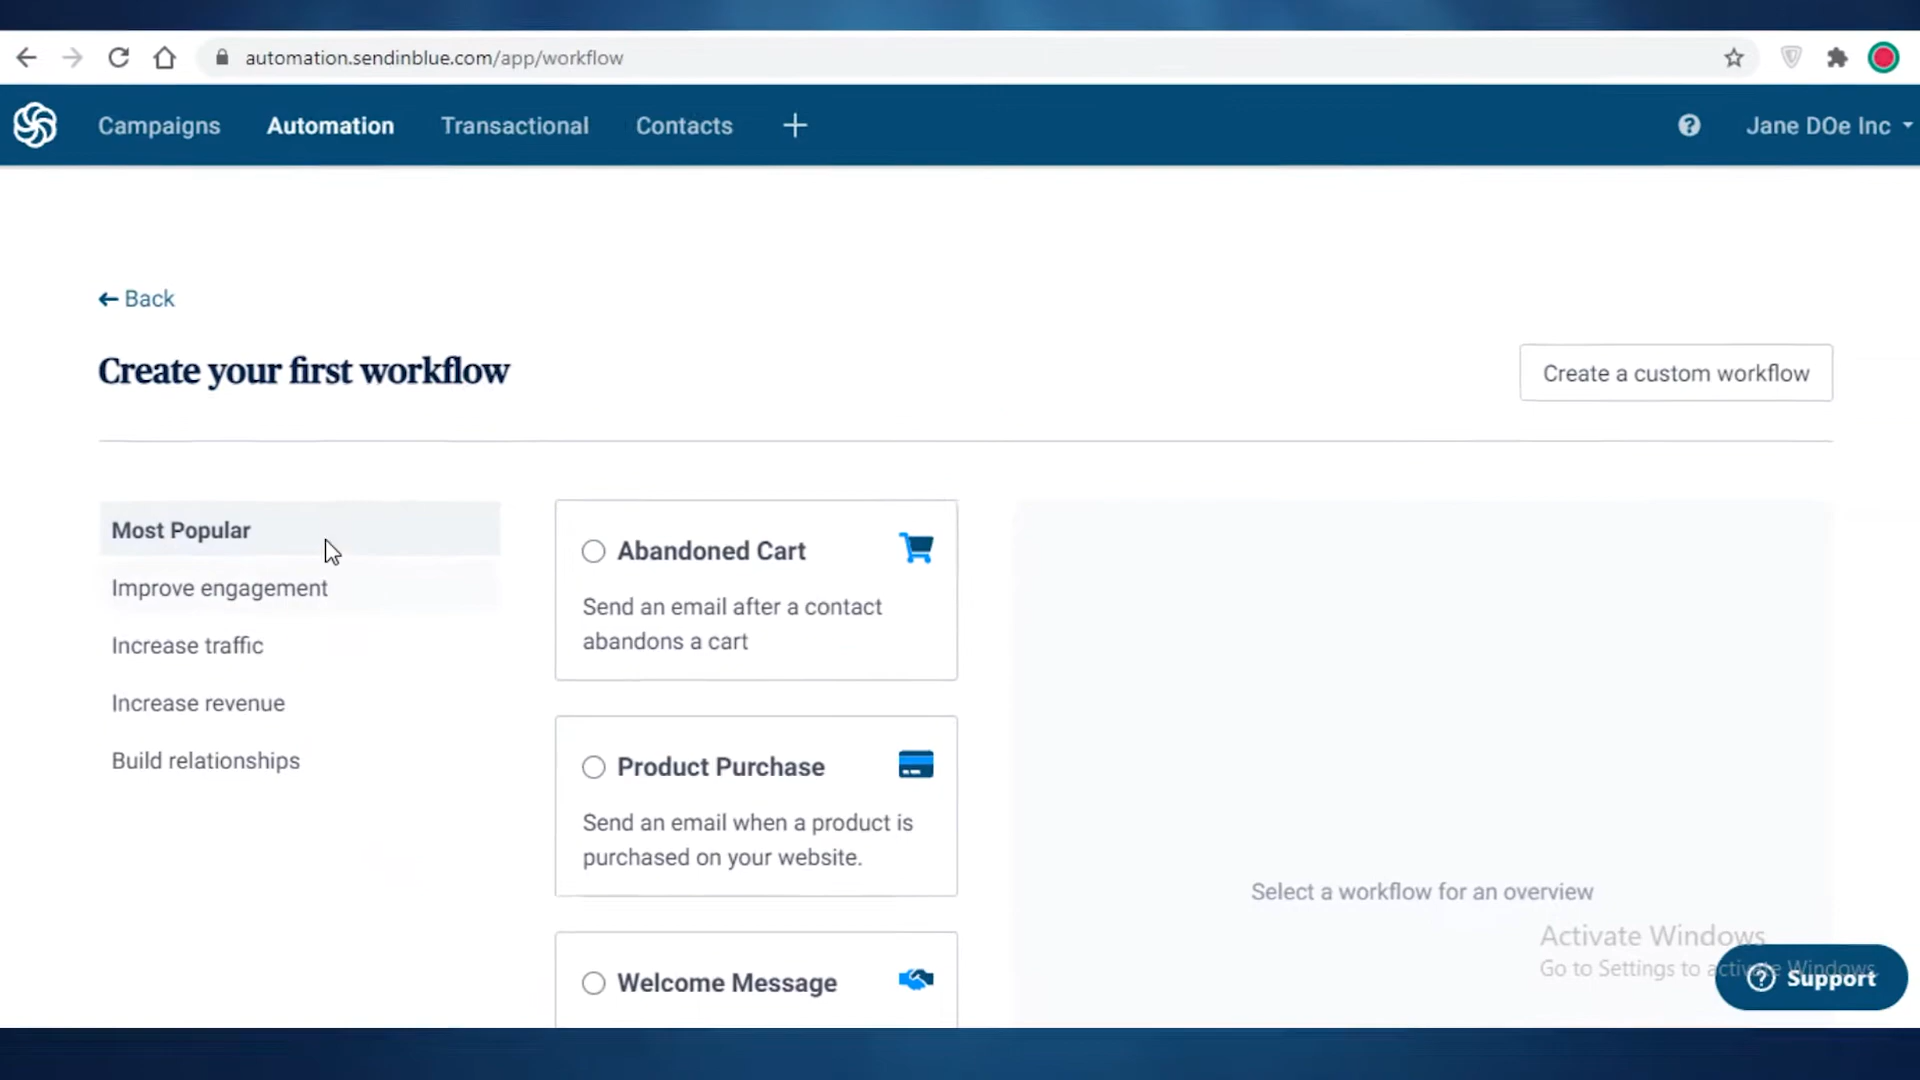 automation.sendinblue.com/app/workflow
Campaigns Automation Transactional Contacts + Jane DOe Inc
Back
Create your first workflow
Create a custom workflow
Most Popular
Improve engagement
Increase traffic
Increase revenue
Build relationships
Abandoned Cart
Send an email after a contact
abandons a cart
Product Purchase
Send an email when a product is
purchased on your website.
Welcome Message
Select a workflow for an overview
Activate Windows
Go to Settings to activate Windows.
Support